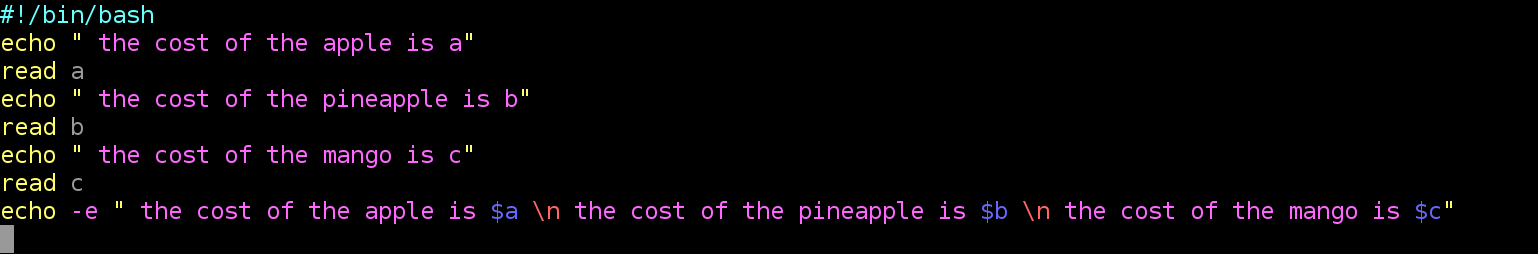 #!/bin/bash
echo " the cost of the apple is a"
read a
echo " the cost of the pineapple is b"
read b
echo " the cost of the mango is c"
read c
echo -e " the cost of the apple is $a \n the cost of the pineapple is $b \n the cost of the mango is $c"